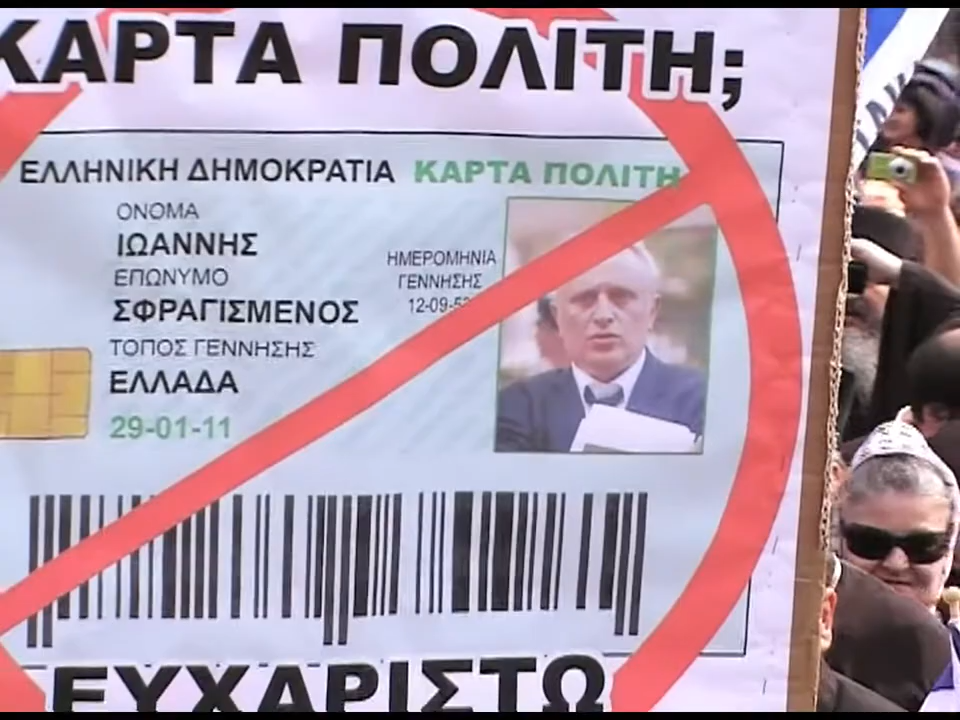 ΚΑΡΤΑ ΠΟΛΙΤΗ;
ΕΛΛΗΝΙΚΗ ΔΗΜΟΚΡΑΤΙΑ ΚΑΡΤΑ ΠΟΛΙΤΗ
ΟΝΟΜΑ
ΙΩΑΝΝΗΣ
ΕΠΩΝΥΜΟ
ΣΦΡΑΓΙΣΜΕΝΟΣ
ΤΟΠΟΣ ΓΕΝΝΗΣΗΣ
ΕΛΛΑΔΑ
29-01-11
ΗΜΕΡΟΜΗΝΙΑ
ΓΕΝΝΗΣΗΣ
ΕΥΧΑΡΙΣΤΩ